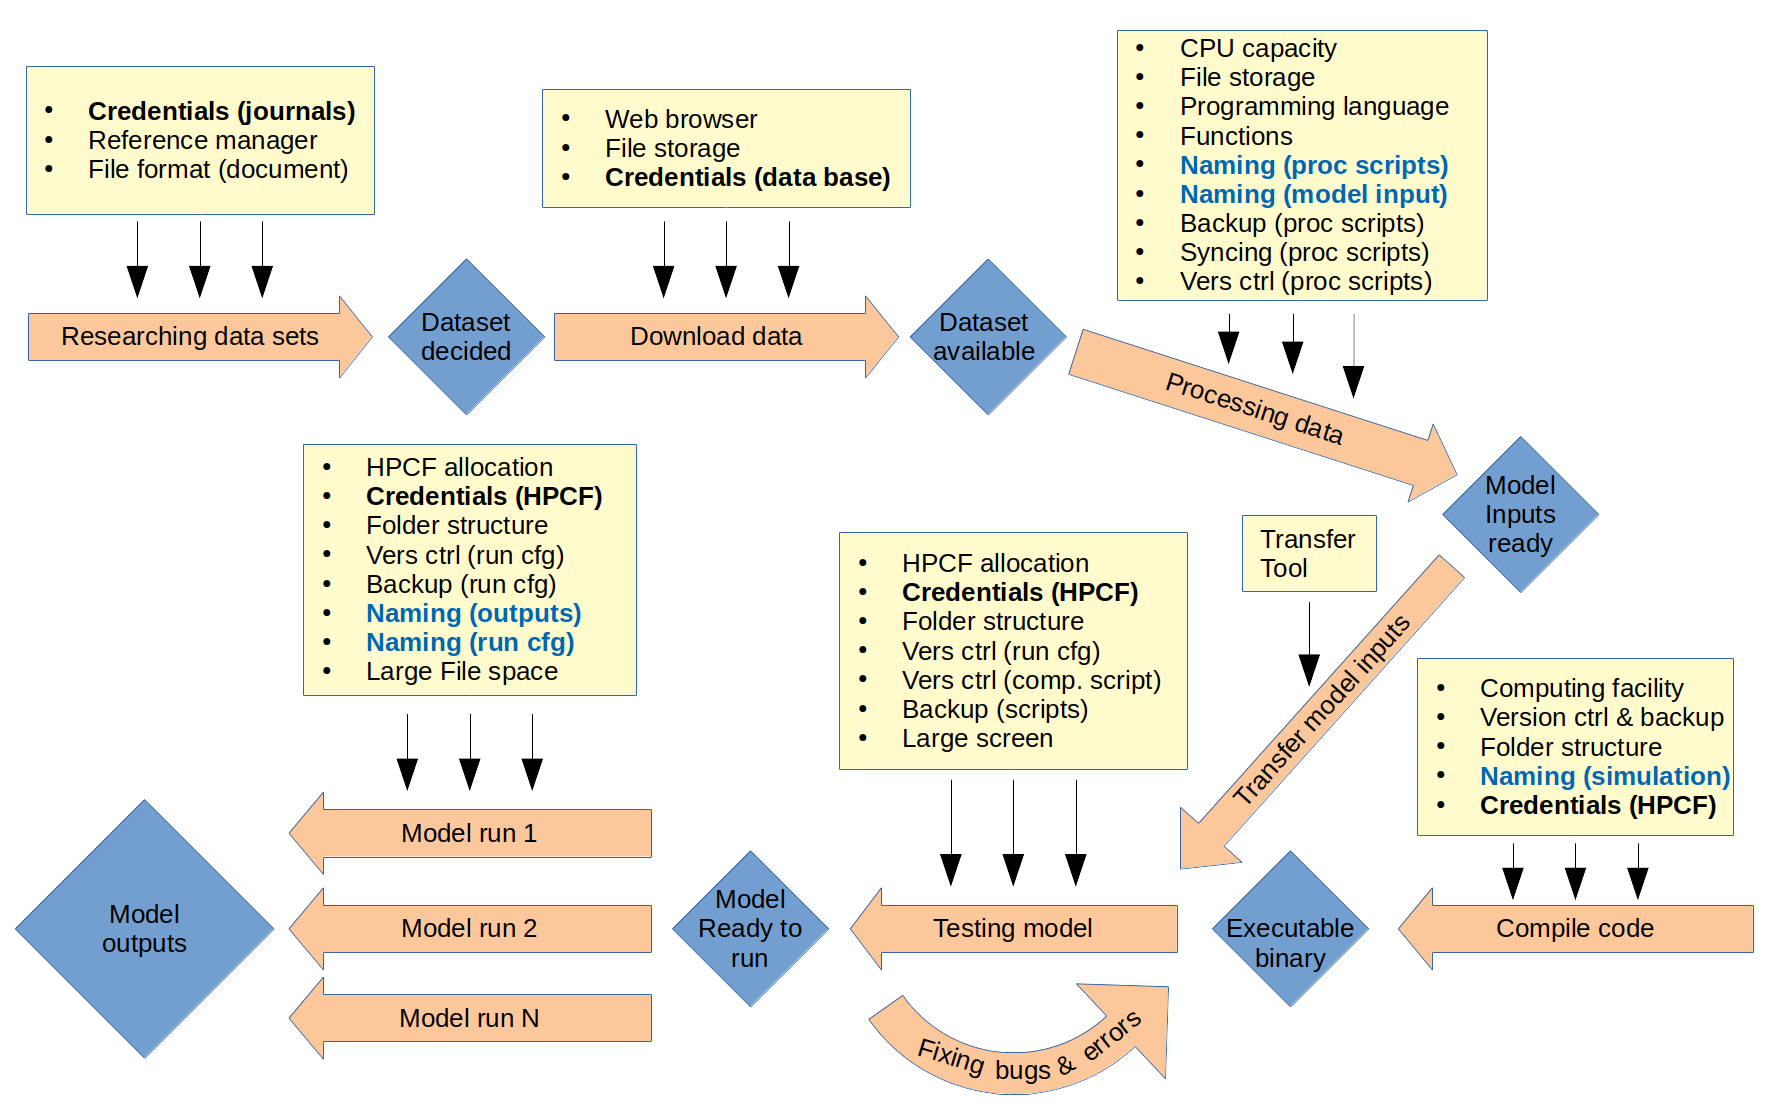 • Credentials (journals)
• Reference manager
• File format (document)
• Web browser
• File storage
• Credentials (data base)
• CPU capacity
• File storage
• Programming language
• Functions
• Naming (proc scripts)
• Naming (model input)
• Backup (proc scripts)
• Syncing (proc scripts)
• Vers ctrl (proc scripts)
Researching data sets
Dataset
decided
Download data
Dataset
available
Processing data
Model
Inputs
ready
• HPCF allocation
• Credentials (HPCF)
• Folder structure
• Vers ctrl (run cfg)
• Backup (run cfg)
• Naming (outputs)
• Naming (run cfg)
• Large File space
• HPCF allocation
• Credentials (HPCF)
• Folder structure
• Vers ctrl (run cfg)
• Vers ctrl (comp. script)
• Backup (scripts)
• Large screen
Transfer
Tool
Transfer model inputs
• Computing facility
• Version ctrl & backup
• Folder structure
• Naming (simulation)
• Credentials (HPCF)
Compile code
Executable
binary
Testing model
Fixing bugs & errors
Model
Ready to
run
Model run 1
Model run 2
Model run N
Model
outputs